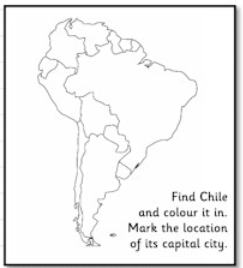 Find Chile
and colour it in.
Mark the location
of its capital city.